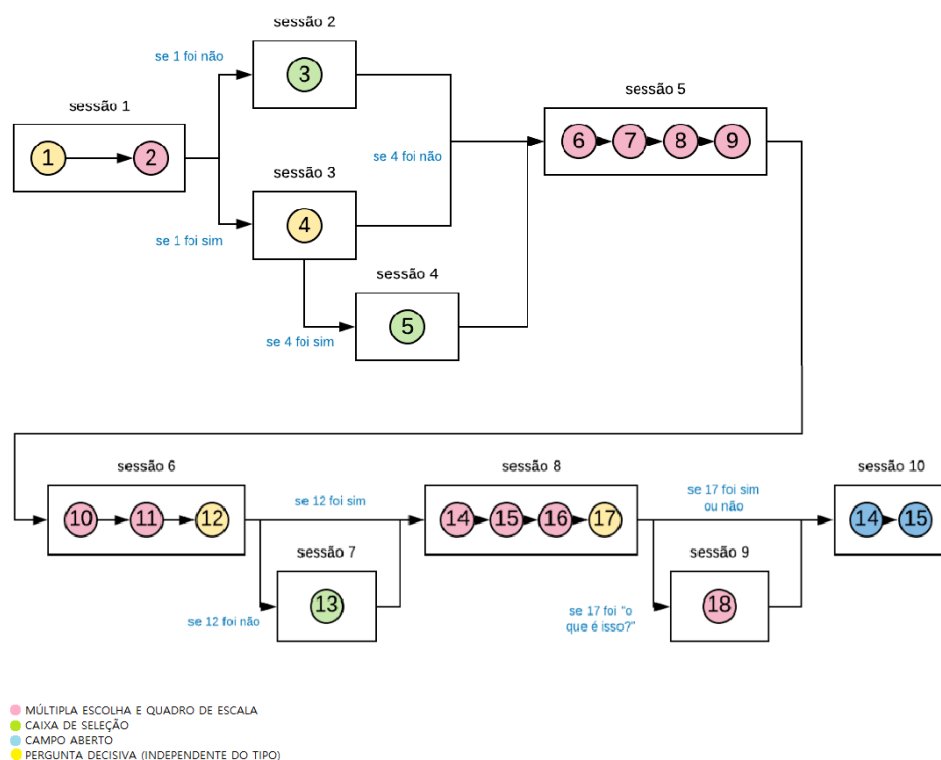 sessão 2
se 1 foi não
3
sessão 1
1
2
sessão 5
6
7
8
9
se 4 foi não
sessão 3
4
se 1 foi sim
sessão 4
5
se 4 foi sim
sessão 6
10
11
12
se 12 foi sim
sessão 7
13
se 12 foi não
sessão 8
14
15
16
17
se 17 foi sim
ou não
sessão 9
18
se 17 foi "o
que é isso?"
sessão 10
14
15
MÚLTIPLA ESCOLHA E QUADRO DE ESCALA
CAIXA DE SELEÇÃO
CAMPO ABERTO
PERGUNTA DECISIVA (INDEPENDENTE DO TIPO)